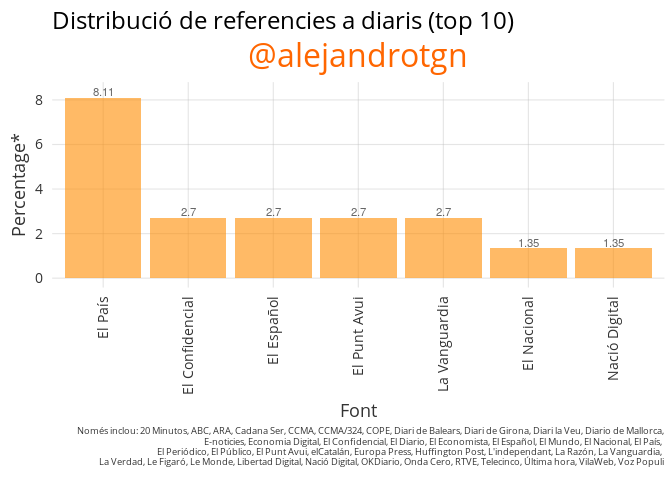 Distribució de referencies a diaris (top 10)
@alejandrotgn
Percentage*
8
6
4
2
0
8.11
2.7
2.7
2.7
2.7
1.35
1.35
El País
El Confidencial
El Español
El Punt Avui
La Vanguardia
El Nacional
Nació Digital
Font
Només inclou: 20 Minutos, ABC, ARA, Cadana Ser, CCMA, CCMA/324, COPE, Diari de Balears, Diari de Girona, Diari la Veu, Diario de Mallorca,
E-noticies, Economia Digital, El Confidencial, El Diario, El Economista, El Español, El Mundo, El Nacional, El País,
El Periódico, El Público, El Punt Avui, elCatalán, Europa Press, Huffington Post, L'independant, La Razón, La Vanguardia,
La Verdad, Le Figaró, Le Monde, Libertad Digital, Nació Digital, OKDiario, Onda Cero, RTVE, Telecinco, Última hora, VilaWeb, Voz Populi